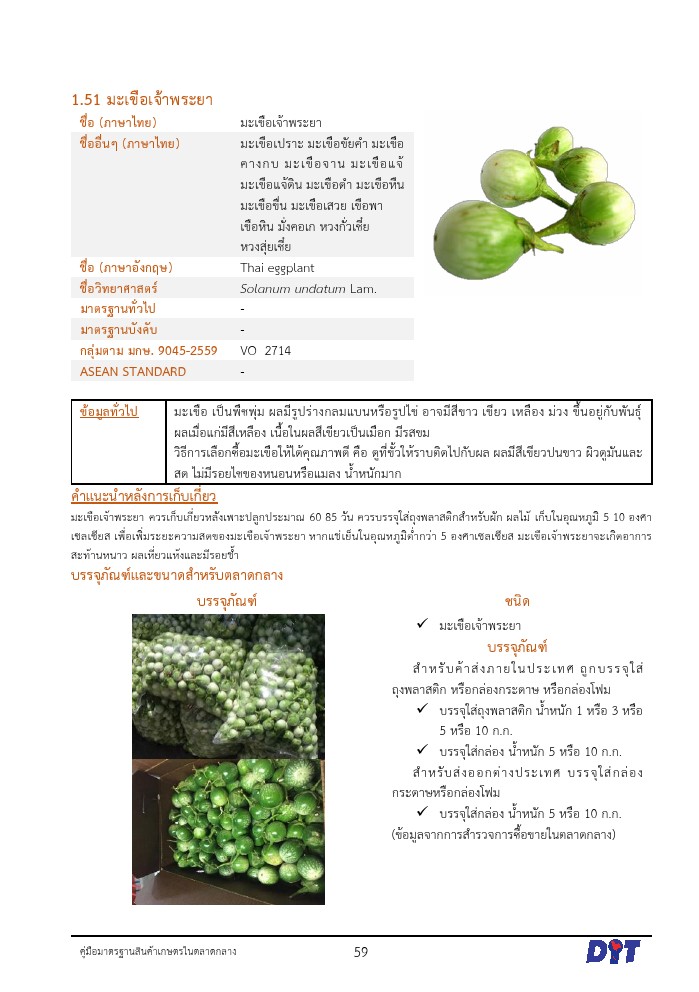 1.51 มะเขือเจ้าพระยา
ชื่อ (ภาษาไทย) มะเขือเจ้าพระยา
ชื่ออื่นๆ (ภาษาไทย) มะเขือเปราะ มะเขือขัยคำ มะเขือ
คางกบ มะเขือจาน มะเขือแจ้
มะเขือแจ้ดิน มะเขือดำ มะเขือหืน
มะเขือขื่น มะเขือเสวย เขือพา
เขือหิน มั่งคอเก หวงกั่วเชี่ย
หวงสุ่ยเชี่ย
ชื่อ (ภาษาอังกฤษ) Thai eggplant
ชื่อวิทยาศาสตร์ Solanum undatum Lam.
มาตรฐานทั่วไป -
มาตรฐานบังคับ -
กลุ่มตาม มกษ. 9045-2559 VO 2714
ASEAN STANDARD -
ข้อมูลทั่วไป มะเขือ เป็นพืชพุ่ม ผลมีรูปร่างกลมแบนหรือรูปไข่ อาจมีสีขาว เขียว เหลือง ม่วง ขึ้นอยู่กับพันธุ์
ผลเมื่อแก่มีสีเหลือง เนื้อในผลสีเขียวเป็นเมือก มีรสขม
วิธีการเลือกซื้อมะเขือให้ได้คุณภาพดี คือ ดูที่ขั้วให้ราบติดไปกับผล ผลมีสีเขียวปนขาว ผิวตูมันและ
สด ไม่มีรอยไชของหนอนหรือแมลง น้ำหนักมาก
คำแนะนำหลังการเก็บเกี่ยว
มะเขือเจ้าพระยา ควรเก็บเกี่ยวหลังเพาะปลูกประมาณ 60 85 วัน ควรบรรจุใส่ถุงพลาสติกสำหรับผัก ผลไม้ เก็บในอุณหภูมิ 5 10 องศา
เซลเซียส เพื่อเพิ่มระยะความสดของมะเขือเจ้าพระยา หากแช่เย็นในอุณหภูมิต่ำกว่า 5 องศาเซลเซียส มะเขือเจ้าพระยาจะเกิดอาการ
สะท้านหนาว ผลเหี่ยวแห้งและมีรอยช้ำ
บรรจุภัณฑ์และขนาดสำหรับตลาดกลาง
บรรจุภัณฑ์
ชนิด
✓ มะเขือเจ้าพระยา
บรรจุภัณฑ์
สำหรับค้าส่งภายในประเทศ ถูกบรรจุใส่
ถุงพลาสติก หรือกล่องกระดาษ หรือกล่องโฟม
✓ บรรจุใส่ถุงพลาสติก น้ำหนัก 1 หรือ 3 หรือ
5 หรือ 10 ก.ก.
✓ บรรจุใส่กล่อง น้ำหนัก 5 หรือ 10 ก.ก.
สำหรับส่งออกต่างประเทศ บรรจุใส่กล่อง
กระดาษหรือกล่องโฟม
✓ บรรจุใส่กล่อง น้ำหนัก 5 หรือ 10 ก.ก.
(ข้อมูลจากการสำรวจการซื้อขายในตลาดกลาง)
คู่มือมาตรฐานสินค้าเกษตรในตลาดกลาง 59 DIT